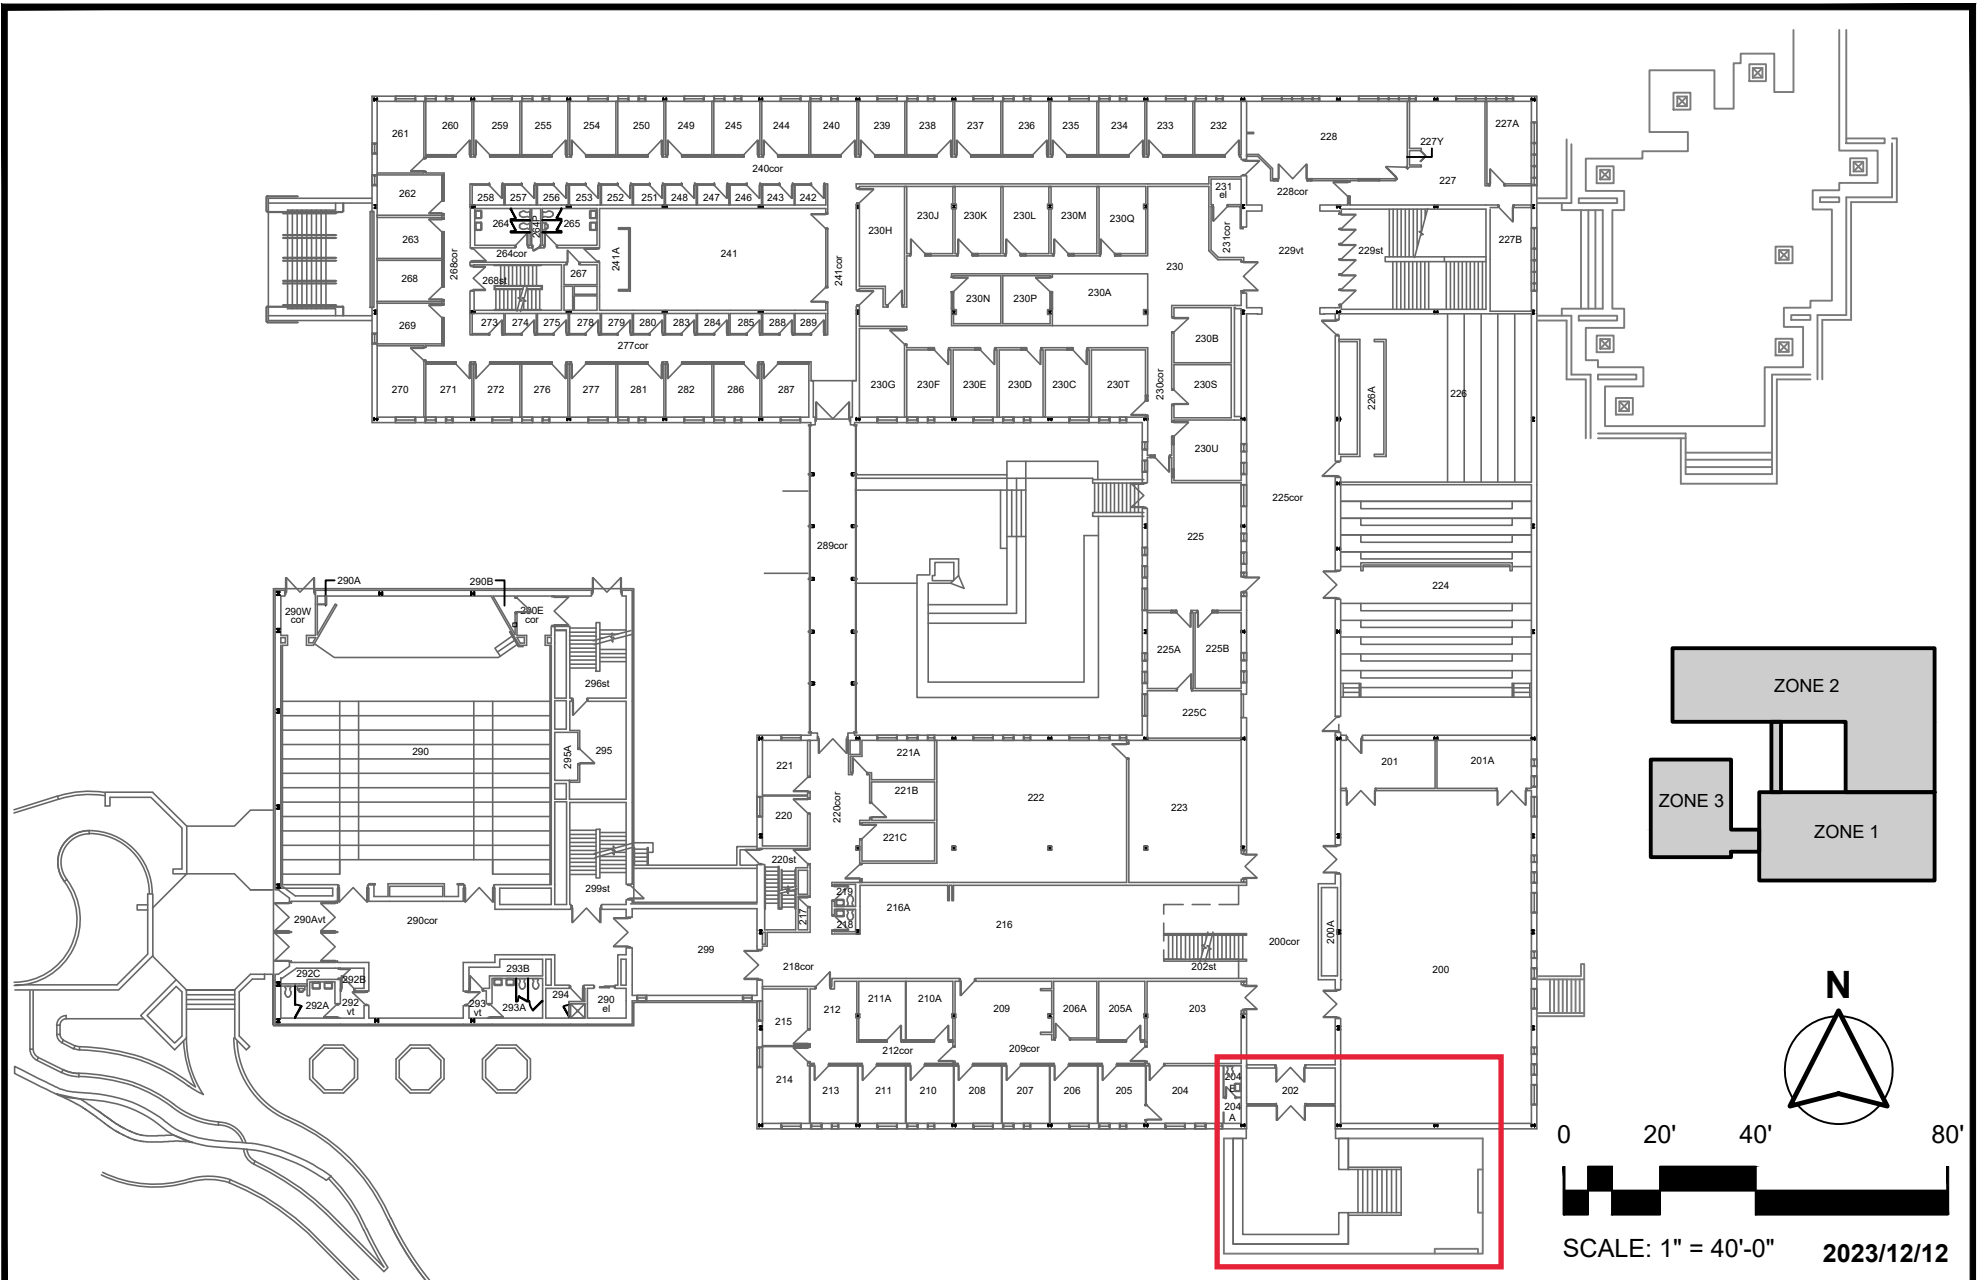 261
260
259
255
254
250
249
245
244
240
239
238
237
236
235
234
233
232
228
227Y
227A
240cor
227
228cor
262
258
257
256
253
252
251
248
247
246
243
242
231
el
230J
230K
230L
230M
230Q
264
264P
265
230H
231cor
263
264cor
241A
241
241cor
229vt
229st
227B
268cor
267
230
268
268st
230N
230P
230A
269
273
274
275
278
279
280
283
284
285
288
289
277cor
230B
270
271
272
276
277
281
282
286
287
230G
230F
230E
230D
230C
230T
230cor
230S
226A
226
230U
225cor
289cor
225
290A
290B
224
290W
cor
290E
cor
225A
225B
296st
225C
ZONE 2
290
295A
295
221
221A
222
223
201
201A
221B
ZONE 3
220
220cor
221C
ZONE 1
220st
299st
219
290Avt
290cor
216A
217
218
216
200A
299
218cor
202st
200cor
200
292C
292B
293B
292A
292
vt
293
vt
293A
294
290
el
215
212
211A
210A
209
206A
205A
203
212cor
209cor
N
214
213
211
210
208
207
206
205
204
204
B
204
A
202
0
20'
40'
80'
SCALE: 1" = 40'-0"
2023/12/12